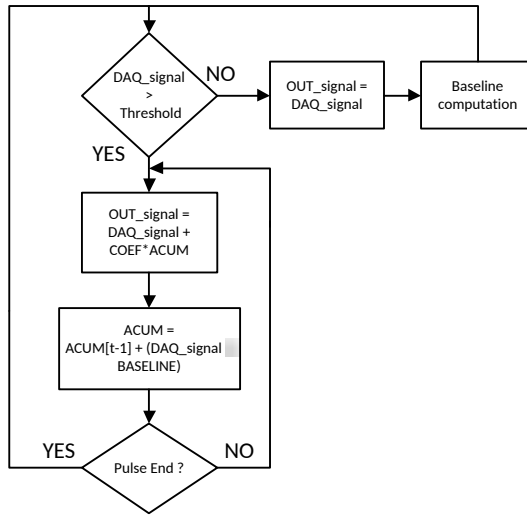 DAQ_signal
>
Threshold
NO
OUT_signal =
DAQ_signal
Baseline
computation
YES
OUT_signal =
DAQ_signal +
COEF*ACUM
ACUM =
ACUM[t-1] + (DAQ_signal
BASELINE)
YES
Pulse End ?
NO